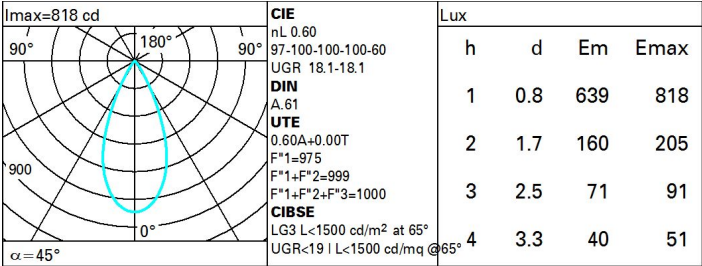 Imax=818 cd
90°
180°
90°
900
0°
α=45°
CIE
nL 0.60
97-100-100-100-60
UGR 18.1-18.1
DIN
A.61
UTE
0.60A+0.00T
F"1=975
F"1+F"2=999
F"1+F"2+F"3=1000
CIBSE
LG3 L<1500 cd/m² at 65°
UGR<19 | L<1500 cd/mq @65°
Lux
h d Em Emax
1 0.8 639 818
2 1.7 160 205
3 2.5 71 91
4 3.3 40 51